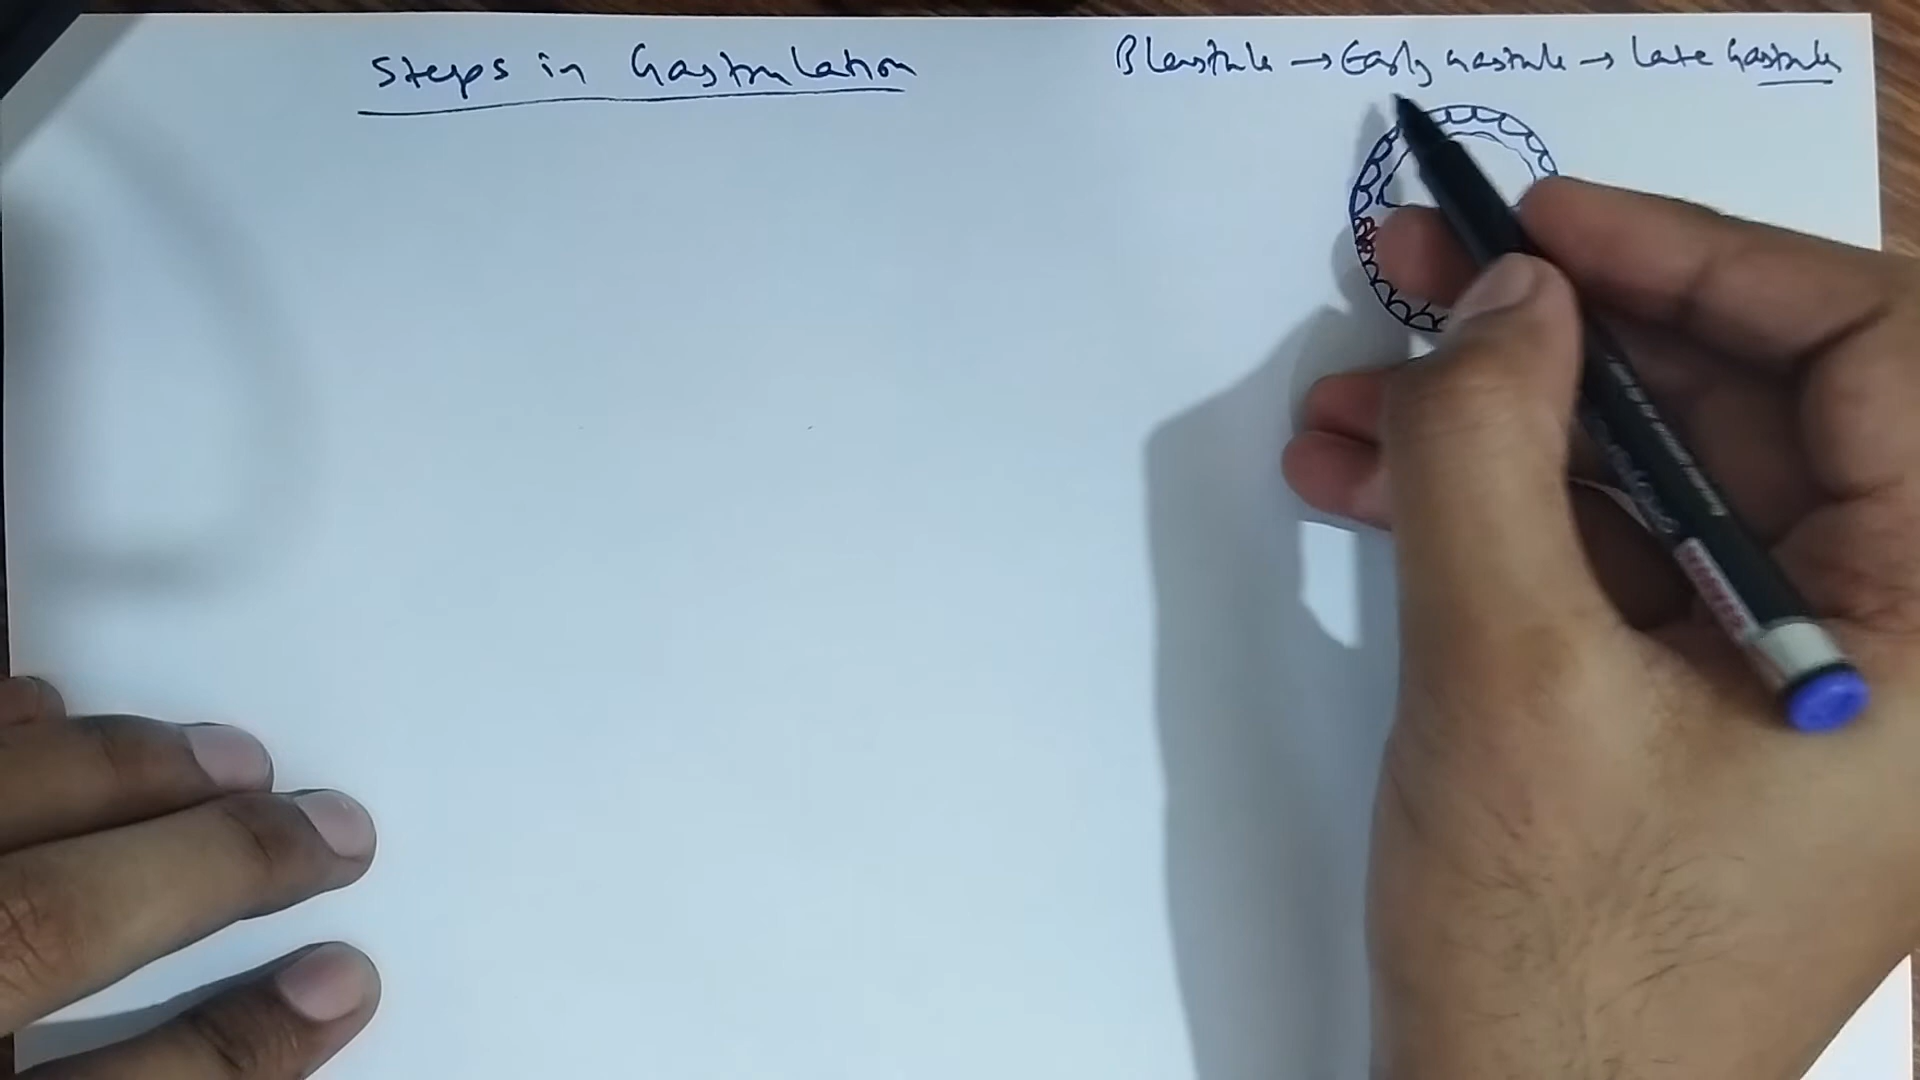 Steps in Gastrulation
Blastula → Early Gastrula → Late Gastrula